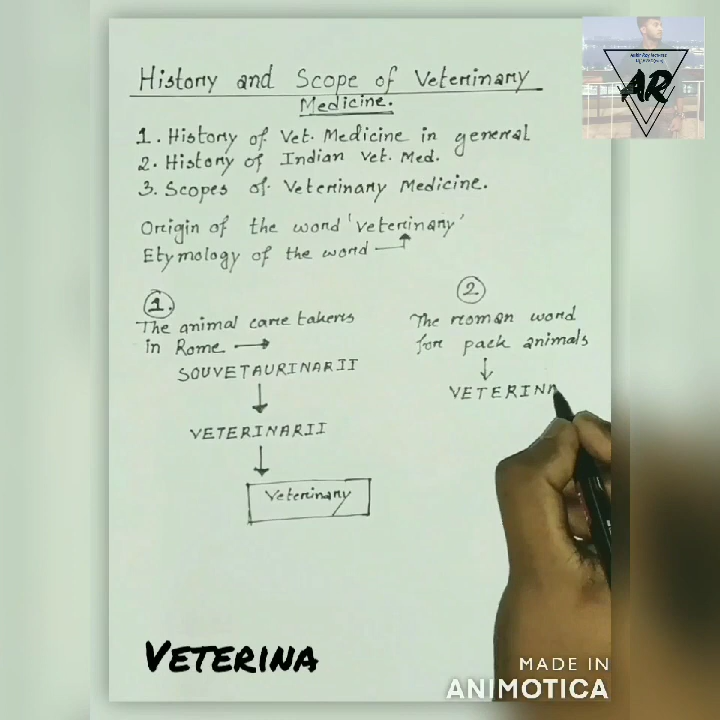 History and Scope of Veterinary
Medicine.
1. History of Vet. Medicine in general
2. History of Indian Vet. Med.
3. Scopes of Veterinary Medicine.
Origin of the word 'Veterinary'
Etymology of the word
1.
The animal care takers
in Rome
SOUVETAURINARII
VETERINARII
Veterinary
2
The roman word
for pack animals
VETERINA
VETERINA
AR
MADE IN
ANIMOTICA